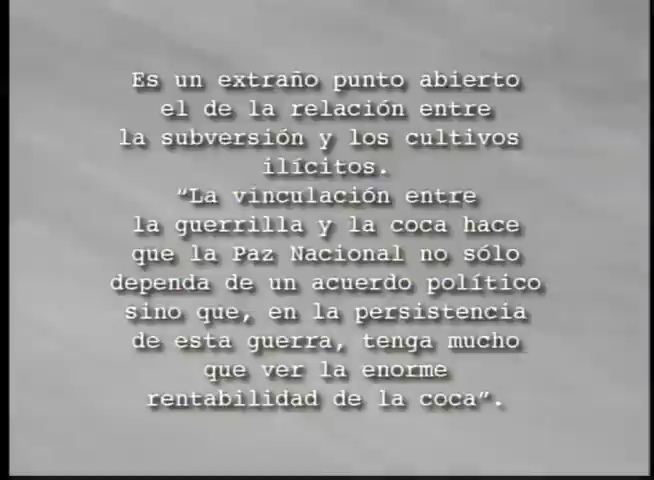 Es un extraño punto abierto
el de la relación entre
la subversión y los cultivos
ilícitos.
“La vinculación entre
la guerrilla y la coca hace
que la Paz Nacional no sólo
dependa de un acuerdo político
sino que, en la persistencia
de esta guerra, tenga mucho
que ver la enorme
rentabilidad de la coca”.